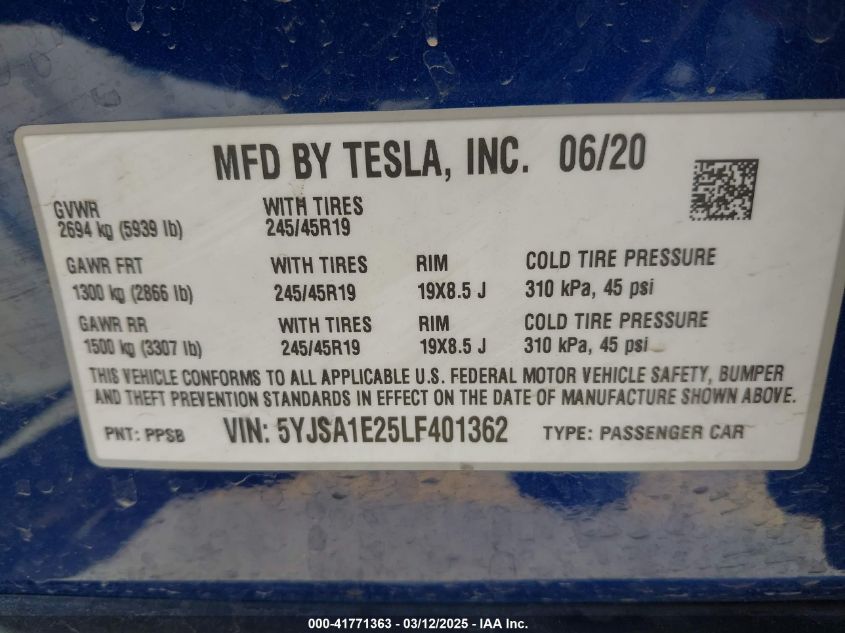 MFD BY TESLA, INC. 06/20
GVWR WITH TIRES
2694 kg (5939 lb) 245/45R19
GAWR FRT WITH TIRES RIM COLD TIRE PRESSURE
1300 kg (2866 lb) 245/45R19 19X8.5 J 310 kPa, 45 psi
GAWR RR WITH TIRES RIM COLD TIRE PRESSURE
1500 kg (3307 lb) 245/45R19 19X8.5 J 310 kPa, 45 psi
THIS VEHICLE CONFORMS TO ALL APPLICABLE U.S. FEDERAL MOTOR VEHICLE SAFETY, BUMPER
AND THEFT PREVENTION STANDARDS IN EFFECT ON THE DATE OF MANUFACTURE SHOWN ABOVE.
PNT: PPSB VIN: 5YJSA1E25LF401362 TYPE: PASSENGER CAR
000-41771363 - 03/12/2025 - IAA Inc.